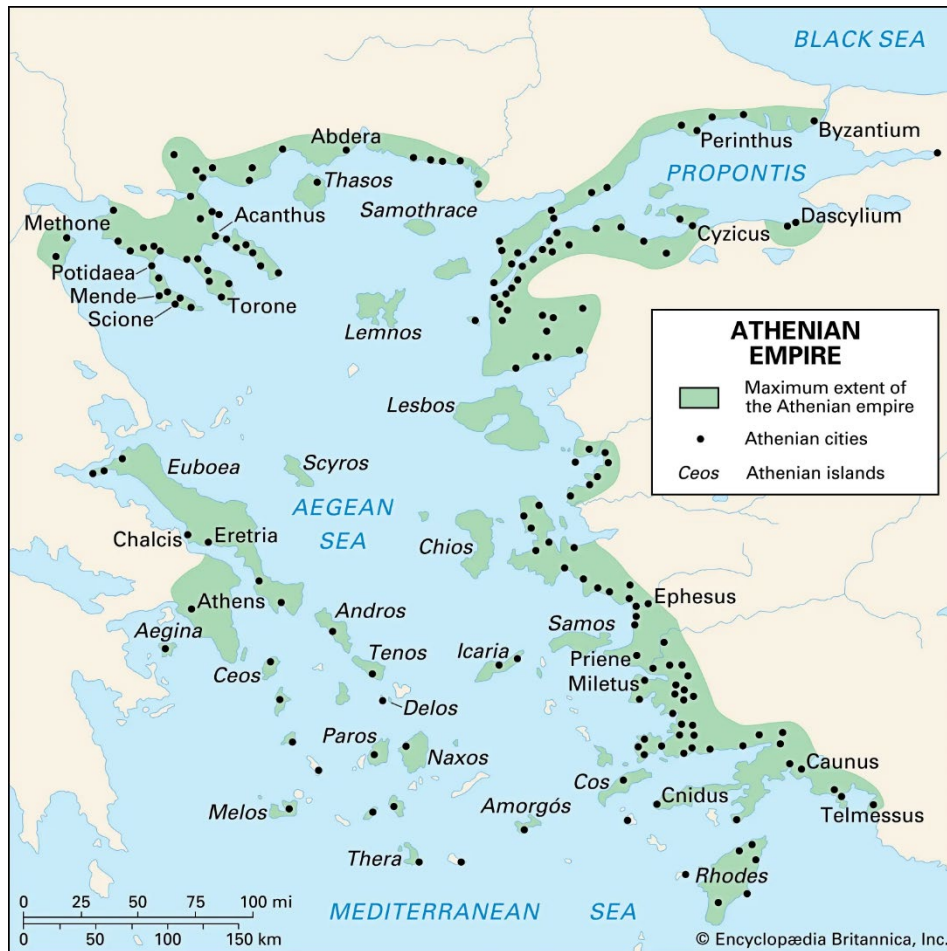 BLACK SEA
Abdera
Perinthus
Byzantium
Thasos
PROPONTIS
Samothrace
Methone
Acanthus
Cyzicus
Dascylium
Potidaea
Mende
Scione
Torone
Lemnos
ATHENIAN
EMPIRE
Maximum extent of
the Athenian empire
Athenian cities
Ceos
Athenian islands
Lesbos
Euboea
Scyros
AEGEAN
SEA
Chalcis
Eretria
Chios
Athens
Ephesus
Aegina
Andros
Samos
Ceos
Tenos
Icaria
Priene
Miletus
Delos
Paros
Naxos
Caunus
Cos
Cnidus
Telmessus
Melos
Amorgós
Thera
Rhodes
0 25 50 75 100 mi
0 50 100 150 km
MEDITERRANEAN SEA
© Encyclopædia Britannica, Inc.